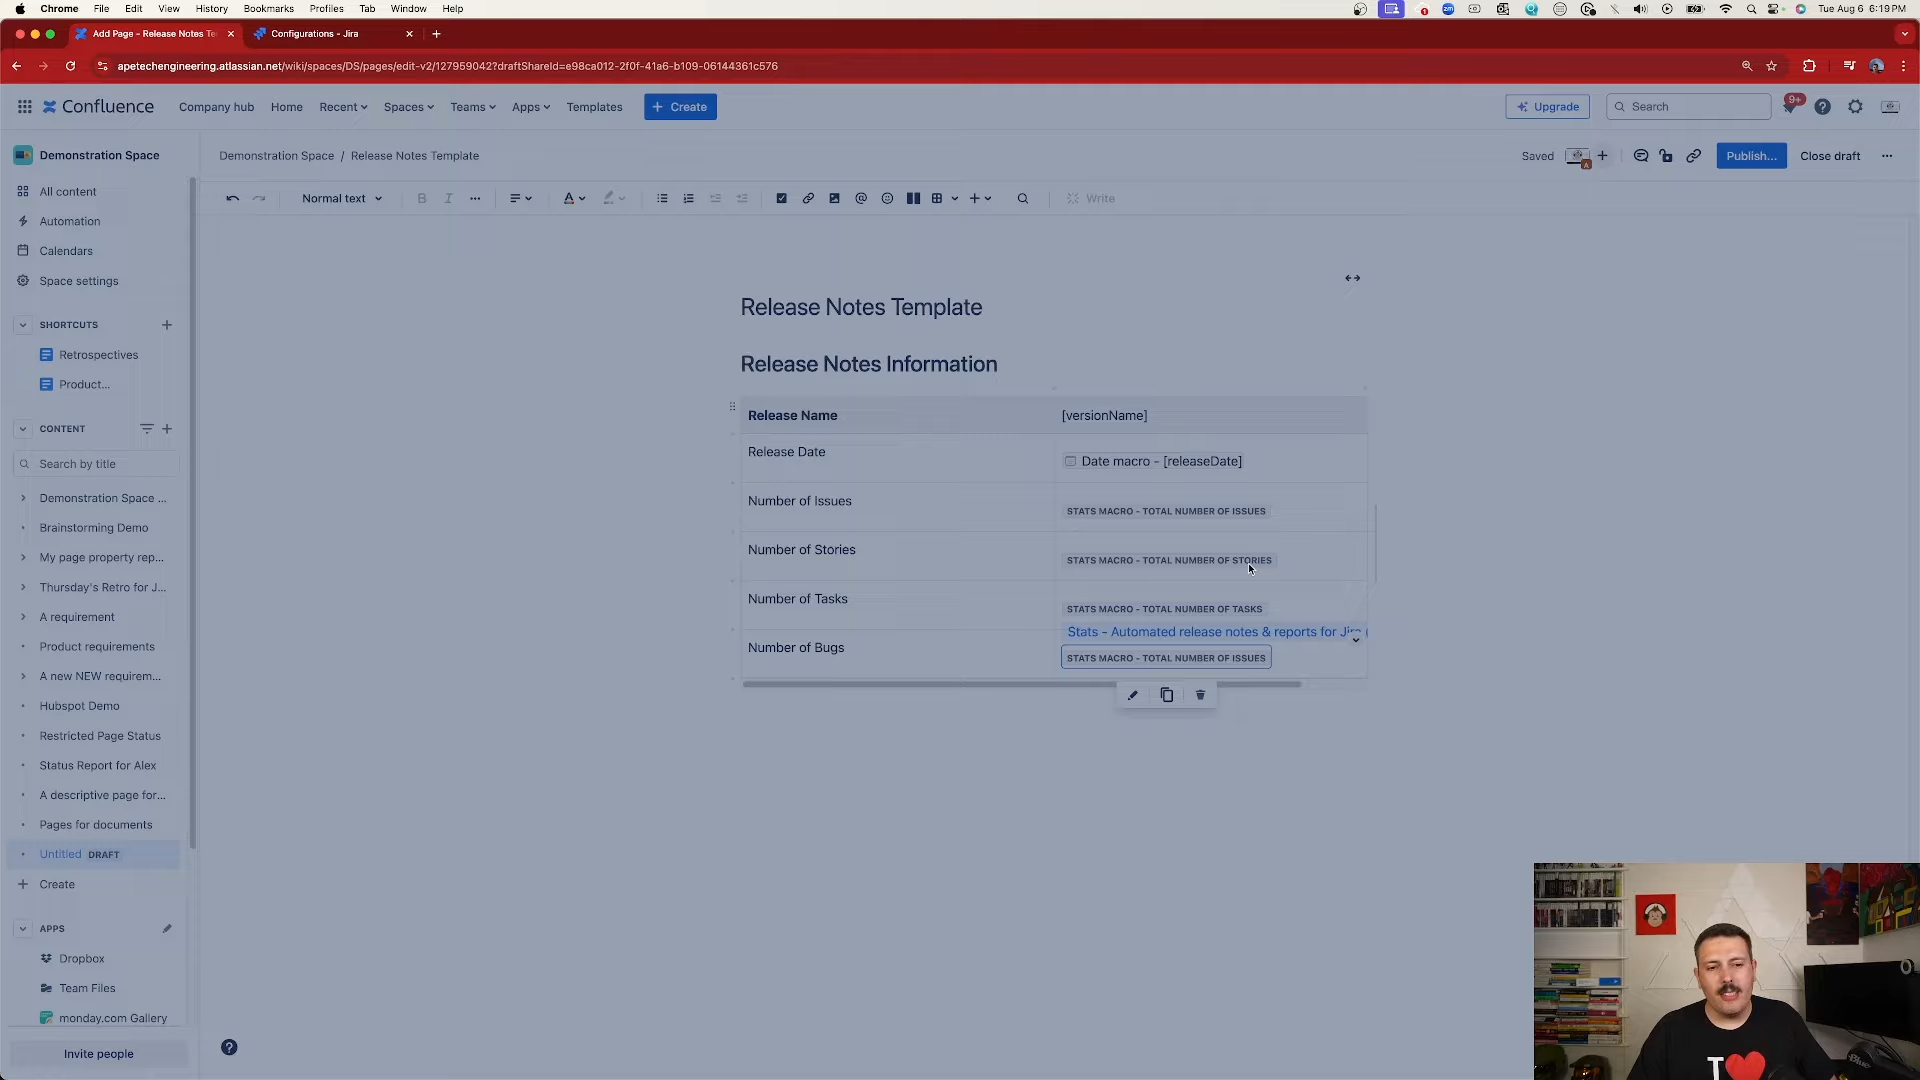 Chrome File Edit View History Bookmarks Profiles Tab Window Help Tue Aug 6 6:19 PM
Add Page - Release Notes Te Configurations - Jira
apetechengineering.atlassian.net/wiki/spaces/DS/pages/edit-v2/127959042?draftShareId=e98ca012-2f0f-41a6-b109-06144361c576
Confluence Company hub Home Recent Spaces Teams Apps Templates + Create Upgrade Search 9+
Demonstration Space
Demonstration Space / Release Notes Template Saved Publish... Close draft
All content
Automation
Calendars
Space settings
SHORTCUTS
Retrospectives
Product...
CONTENT
Search by title
Demonstration Space ...
Brainstorming Demo
My page property rep...
Thursday's Retro for J...
A requirement
Product requirements
A new NEW requirem...
Hubspot Demo
Restricted Page Status
Status Report for Alex
A descriptive page for...
Pages for documents
Untitled DRAFT
Create
APPS
Dropbox
Team Files
monday.com Gallery
Invite people
Normal text B I A Write
Release Notes Template
Release Notes Information
Release Name [versionName]
Release Date Date macro - [releaseDate]
Number of Issues STATS MACRO - TOTAL NUMBER OF ISSUES
Number of Stories STATS MACRO - TOTAL NUMBER OF STORIES
Number of Tasks STATS MACRO - TOTAL NUMBER OF TASKS
Stats - Automated release notes & reports for Jira (
Number of Bugs STATS MACRO - TOTAL NUMBER OF ISSUES
I
Blue